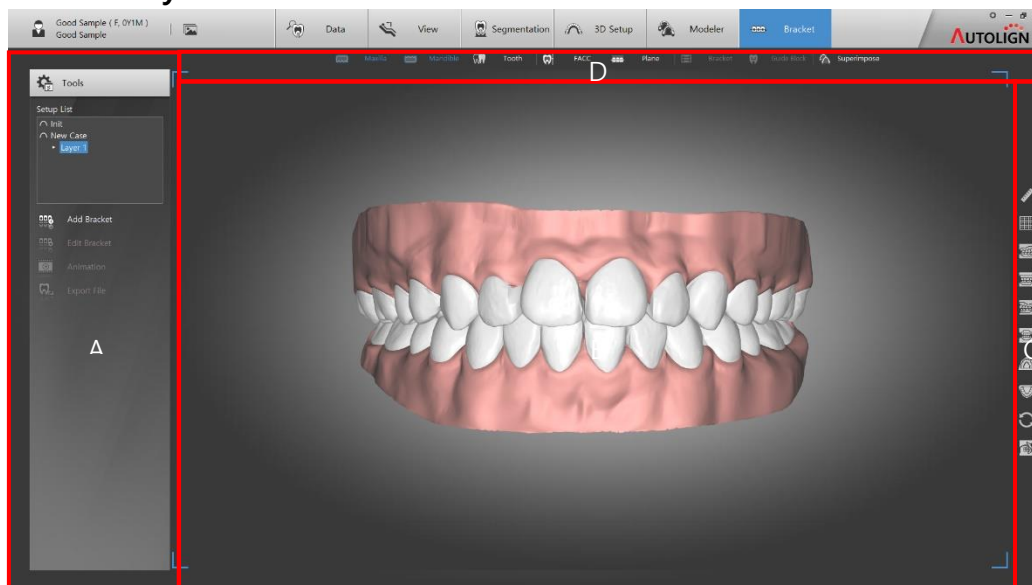 Good Sample ( F, 0Y1M )
Good Sample
Data
View
Segmentation
3D Setup
Modeler
Bracket
AUTOLIGN
Maxilla
Mandible
Tooth
FACC
Plane
Bracket
Guide Block
Superimpose
D
Tools
Setup List
Init
New Case
Layer 1
Add Bracket
Edit Bracket
Animation
Export File
A